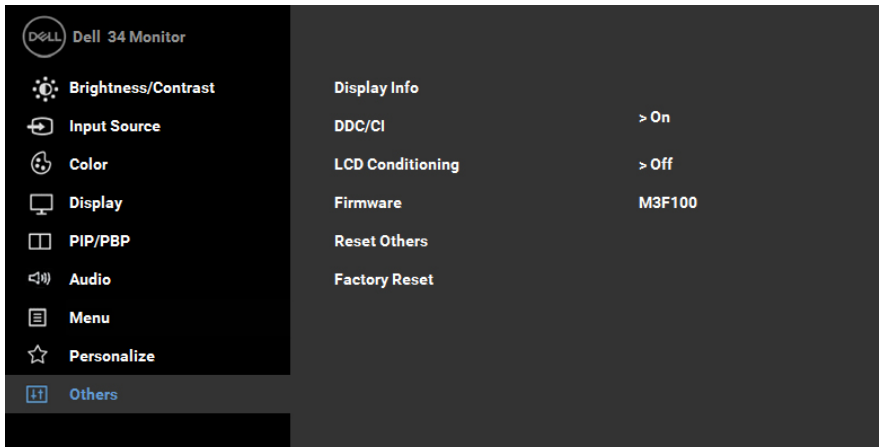 DELL Dell 34 Monitor
Brightness/Contrast
Input Source
Color
Display
PIP/PBP
Audio
Menu
Personalize
Others
Display Info
DDC/CI > On
LCD Conditioning > Off
Firmware M3F100
Reset Others
Factory Reset